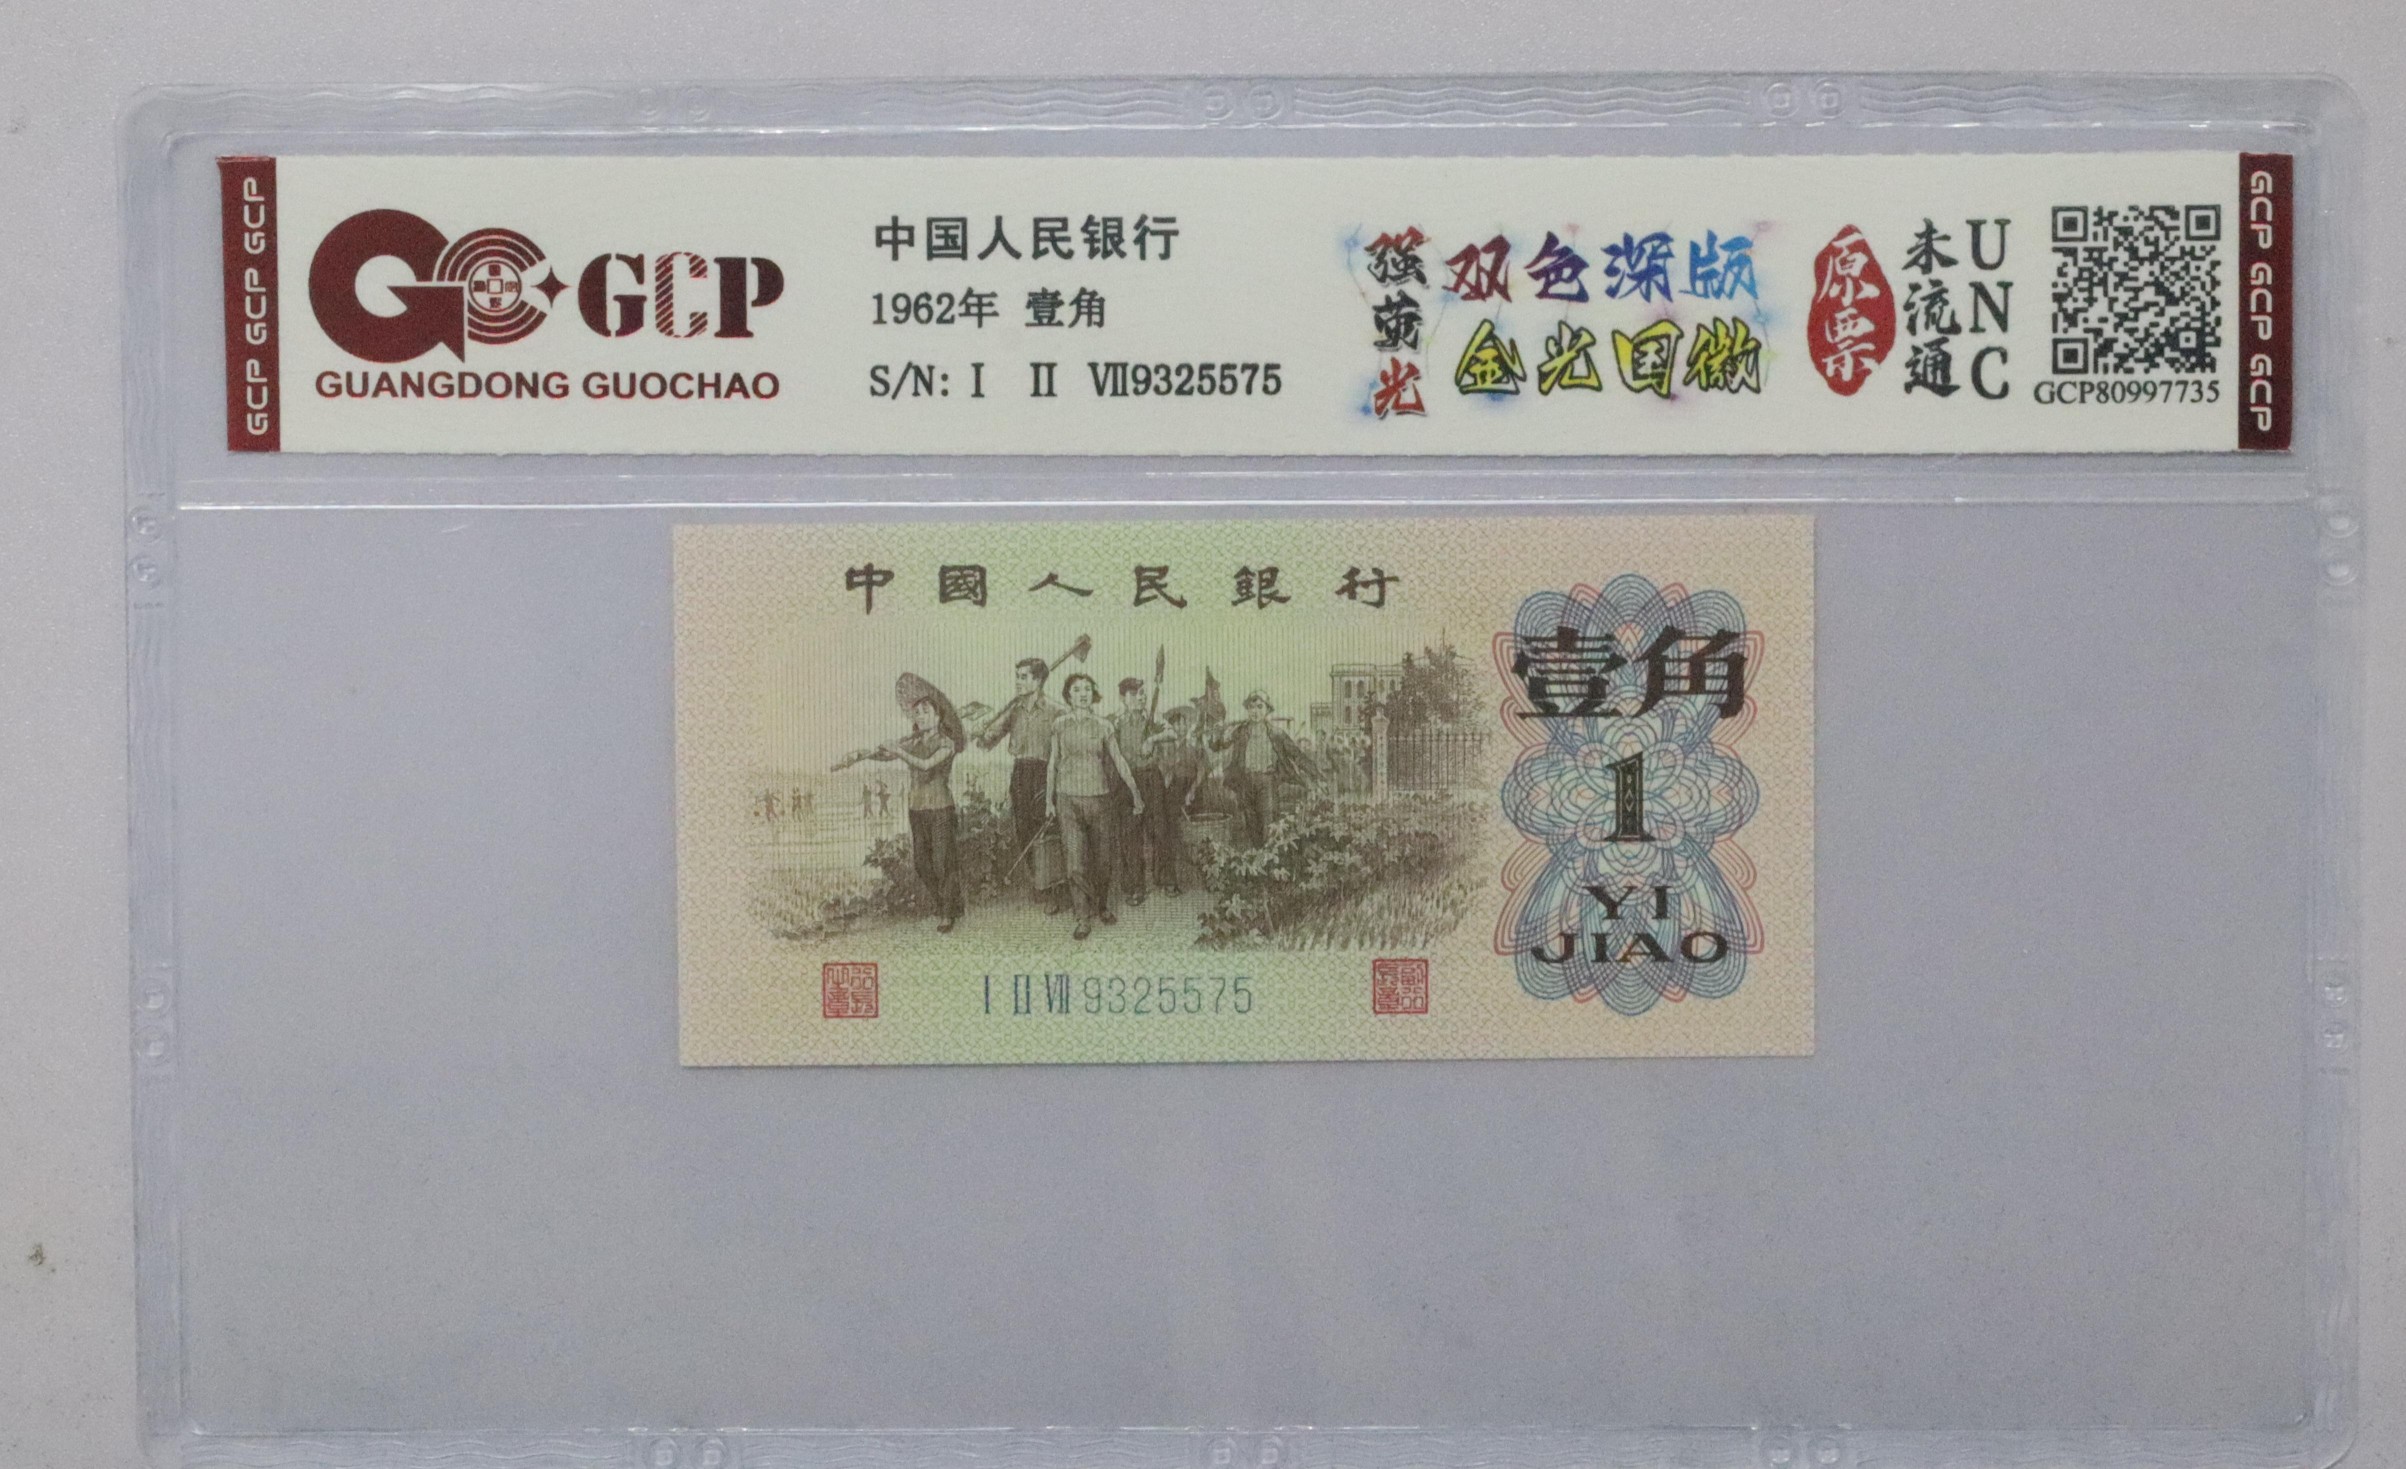 GCP GCP GCP
GCP
GUANGDONG GUOCHAO
中国人民银行
1962年 壹角
S/N: I II VII9325575
强荧光
双色深版
金光国徽
原票
未流通
UNC
GCP80997735
GCP GCP GCP
中國人民銀行
壹角
1
YI
JIAO
I II VII 9325575